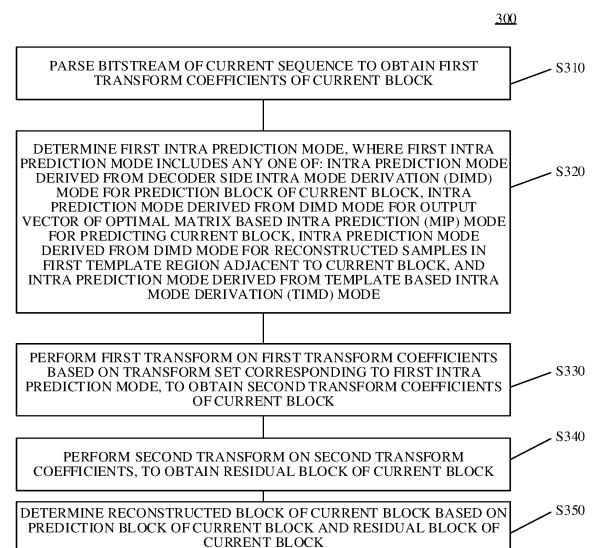 300
PARSE BITSTREAM OF CURRENT SEQUENCE TO OBTAIN FIRST
TRANSFORM COEFFICIENTS OF CURRENT BLOCK
S310
DETERMINE FIRST INTRA PREDICTION MODE, WHERE FIRST INTRA
PREDICTION MODE INCLUDES ANY ONE OF: INTRA PREDICTION MODE
DERIVED FROM DECODER SIDE INTRA MODE DERIVATION (DIMD)
MODE FOR PREDICTION BLOCK OF CURRENT BLOCK, INTRA
PREDICTION MODE DERIVED FROM DIMD MODE FOR OUTPUT
VECTOR OF OPTIMAL MATRIX BASED INTRA PREDICTION (MIP) MODE
FOR PREDICTING CURRENT BLOCK, INTRA PREDICTION MODE
DERIVED FROM DIMD MODE FOR RECONSTRUCTED SAMPLES IN
FIRST TEMPLATE REGION ADJACENT TO CURRENT BLOCK, AND
INTRA PREDICTION MODE DERIVED FROM TEMPLATE BASED INTRA
MODE DERIVATION (TIMD) MODE
S320
PERFORM FIRST TRANSFORM ON FIRST TRANSFORM COEFFICIENTS
BASED ON TRANSFORM SET CORRESPONDING TO FIRST INTRA
PREDICTION MODE, TO OBTAIN SECOND TRANSFORM COEFFICIENTS
OF CURRENT BLOCK
S330
PERFORM SECOND TRANSFORM ON SECOND TRANSFORM
COEFFICIENTS, TO OBTAIN RESIDUAL BLOCK OF CURRENT BLOCK
S340
DETERMINE RECONSTRUCTED BLOCK OF CURRENT BLOCK BASED ON
PREDICTION BLOCK OF CURRENT BLOCK AND RESIDUAL BLOCK OF
CURRENT BLOCK
S350